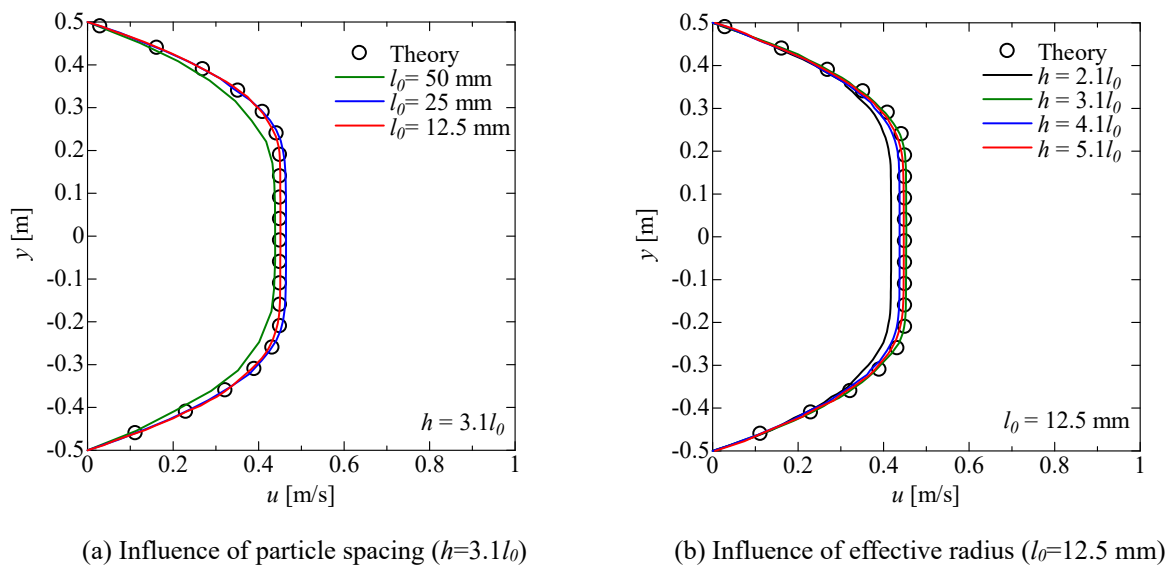 0.5
0.4
0.3
0.2
0.1
0
-0.1
-0.2
-0.3
-0.4
-0.5
y [m]
0
0.2
0.4
0.6
0.8
1
u [m/s]
Theory
l0= 50 mm
l0= 25 mm
l0= 12.5 mm
h = 3.1l0
(a) Influence of particle spacing (h=3.1l0)
0.5
0.4
0.3
0.2
0.1
0
-0.1
-0.2
-0.3
-0.4
-0.5
y [m]
0
0.2
0.4
0.6
0.8
1
u [m/s]
Theory
h = 2.1l0
h = 3.1l0
h = 4.1l0
h = 5.1l0
l0 = 12.5 mm
(b) Influence of effective radius (l0=12.5 mm)